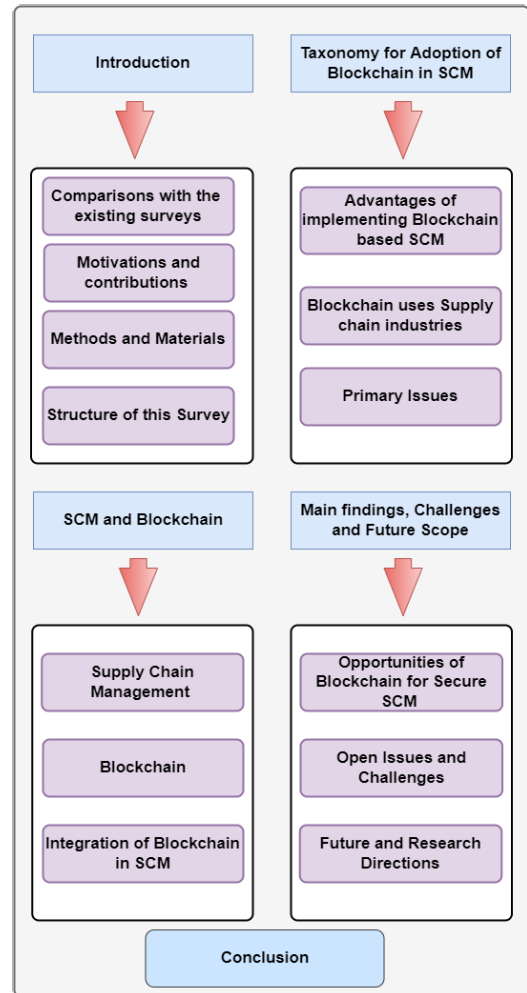 Introduction
Comparisons with the
existing surveys
Motivations and
contributions
Methods and Materials
Structure of this Survey
Taxonomy for Adoption of
Blockchain in SCM
Advantages of
implementing Blockchain
based SCM
Blockchain uses Supply
chain industries
Primary Issues
SCM and Blockchain
Supply Chain
Management
Blockchain
Integration of Blockchain
in SCM
Main findings, Challenges
and Future Scope
Opportunities of
Blockchain for Secure
SCM
Open Issues and
Challenges
Future and Research
Directions
Conclusion